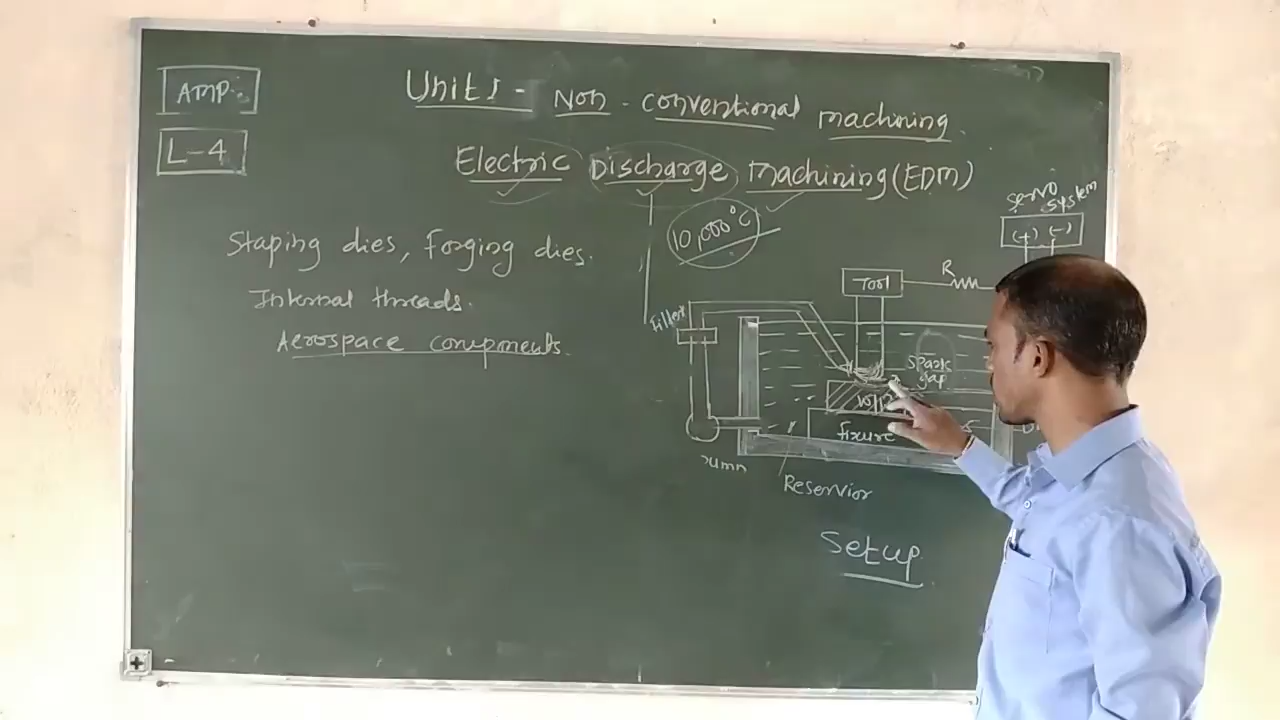 AMP:
L-4
Unit 5 - Non-conventional machining.
Electric Discharge Machining (EDM)
10,000°C
Staping dies, forging dies.
Internal threads.
Aerospace components.
servo
system
(+) (-)
R
Tool
Filter
Spark
gap
fixure
Reservior
Setup